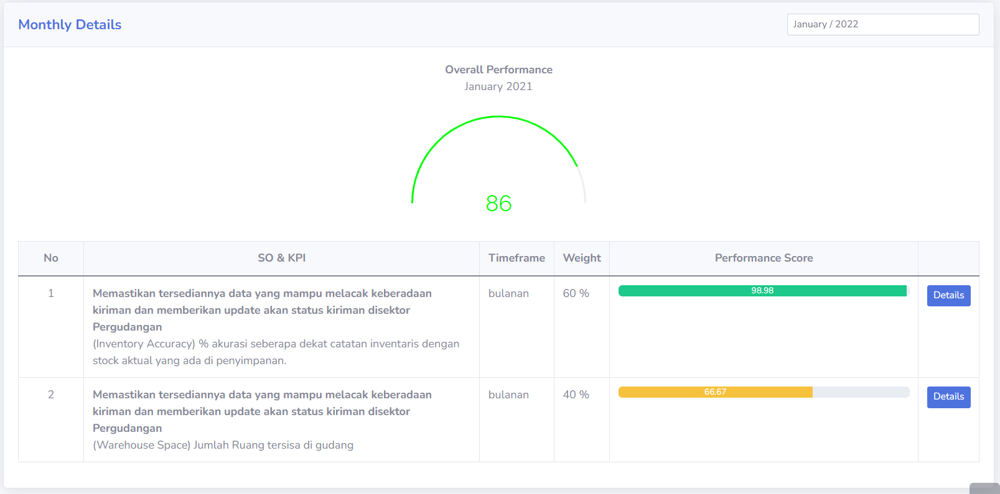 Monthly Details
January / 2022
Overall Performance
January 2021
86
No SO & KPI Timeframe Weight Performance Score
1 Memastikan tersediannya data yang mampu melacak keberadaan bulanan 60 % 98.98 Details
kiriman dan memberikan update akan status kiriman disektor
Pergudangan
(Inventory Accuracy) % akurasi seberapa dekat catatan inventaris dengan
stock aktual yang ada di penyimpanan.
2 Memastikan tersediannya data yang mampu melacak keberadaan bulanan 40 % 66.67 Details
kiriman dan memberikan update akan status kiriman disektor
Pergudangan
(Warehouse Space) Jumlah Ruang tersisa di gudang